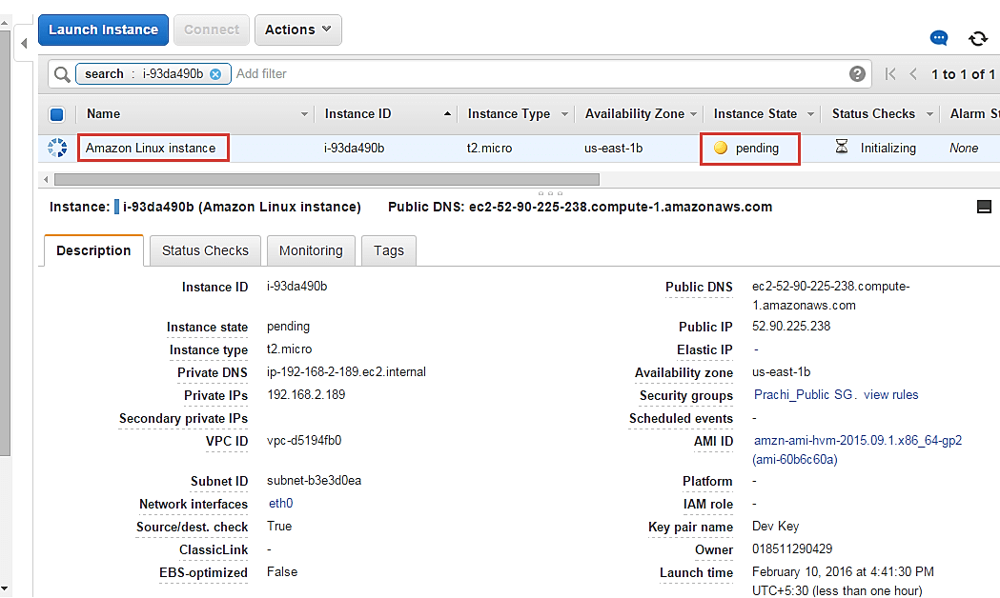 Launch Instance Connect Actions
search : i-93da490b Add filter 1 to 1 of 1
Name Instance ID Instance Type Availability Zone Instance State Status Checks Alarm St
Amazon Linux instance i-93da490b t2.micro us-east-1b pending Initializing None
Instance: i-93da490b (Amazon Linux instance) Public DNS: ec2-52-90-225-238.compute-1.amazonaws.com
Description Status Checks Monitoring Tags
Instance ID i-93da490b Public DNS ec2-52-90-225-238.compute-
1.amazonaws.com
Instance state pending Public IP 52.90.225.238
Instance type t2.micro Elastic IP -
Private DNS ip-192-168-2-189.ec2.internal Availability zone us-east-1b
Private IPs 192.168.2.189 Security groups Prachi_Public SG. view rules
Secondary private IPs Scheduled events -
VPC ID vpc-d5194fb0 AMI ID amzn-ami-hvm-2015.09.1.x86_64-gp2
(ami-60b6c60a)
Subnet ID subnet-b3e3d0ea Platform -
Network interfaces eth0 IAM role -
Source/dest. check True Key pair name Dev Key
ClassicLink - Owner 018511290429
EBS-optimized False Launch time February 10, 2016 at 4:41:30 PM
UTC+5:30 (less than one hour)